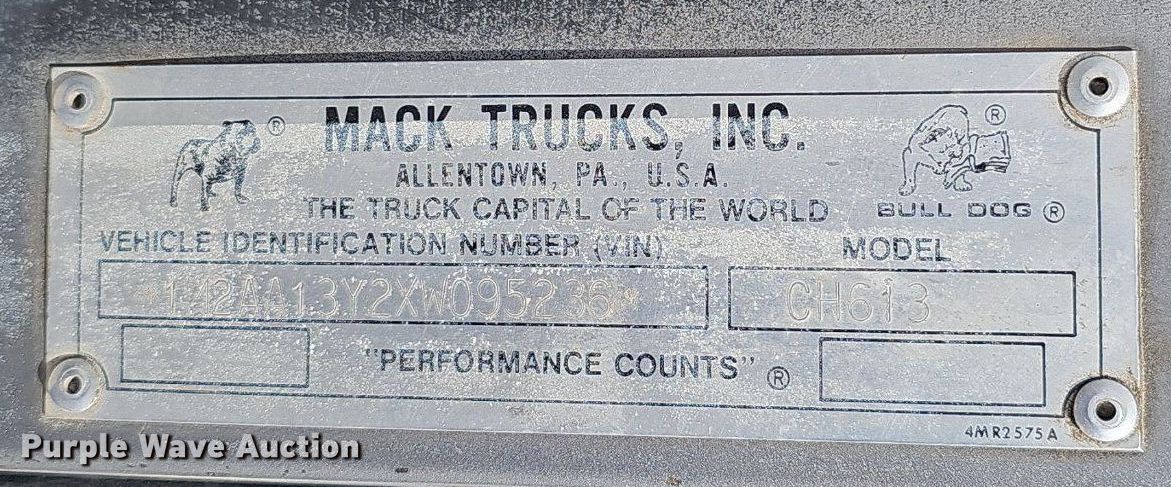 MACK TRUCKS, INC.
®
®
ALLENTOWN, PA., U.S.A.
THE TRUCK CAPITAL OF THE WORLD
BULL DOG ®
VEHICLE IDENTIFICATION NUMBER (VIN)
MODEL
*1M2AA13Y2XW095236*
CH613
"PERFORMANCE COUNTS" ®
4MR2575A
Purple Wave Auction